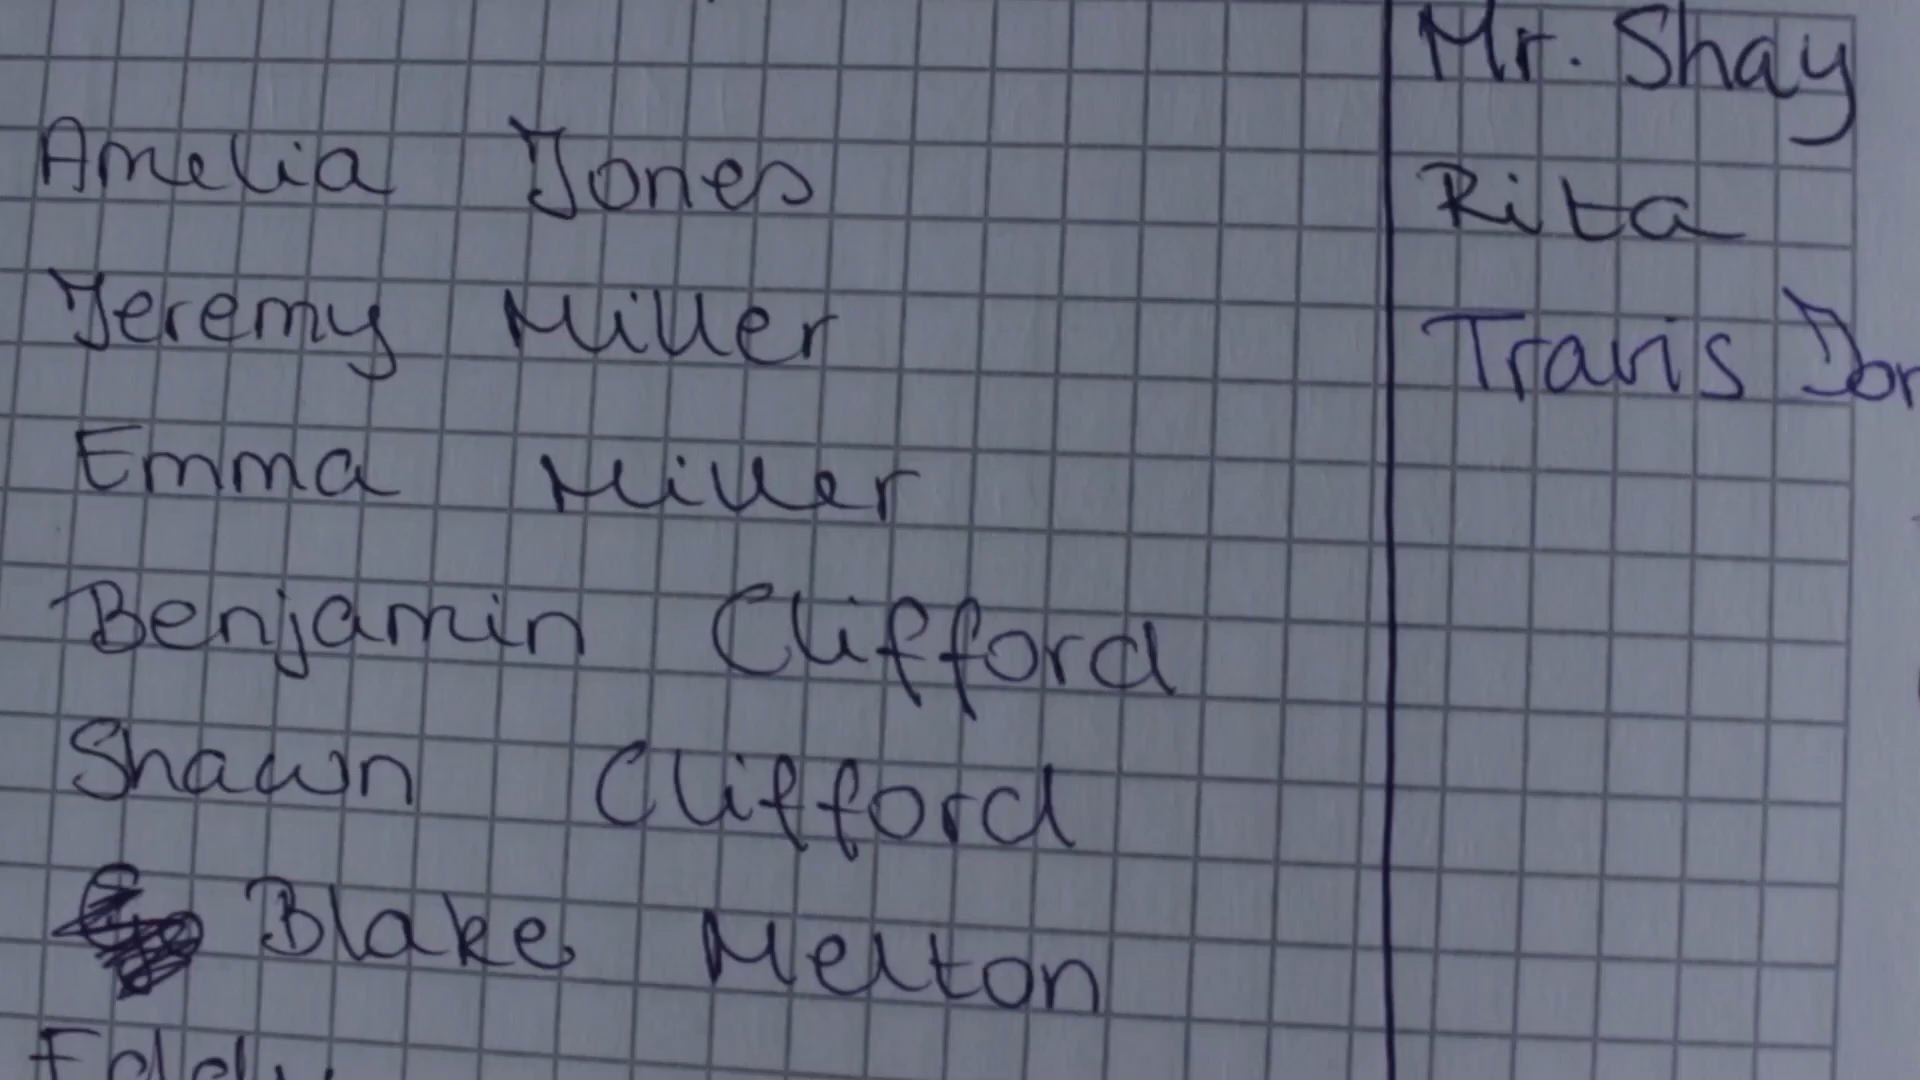 Mr. Shay
Amelia Jones
Rita
Jeremy Miller
Travis
Emma Miller
Benjamin Clifford
Shawn Clifford
Blake Melton